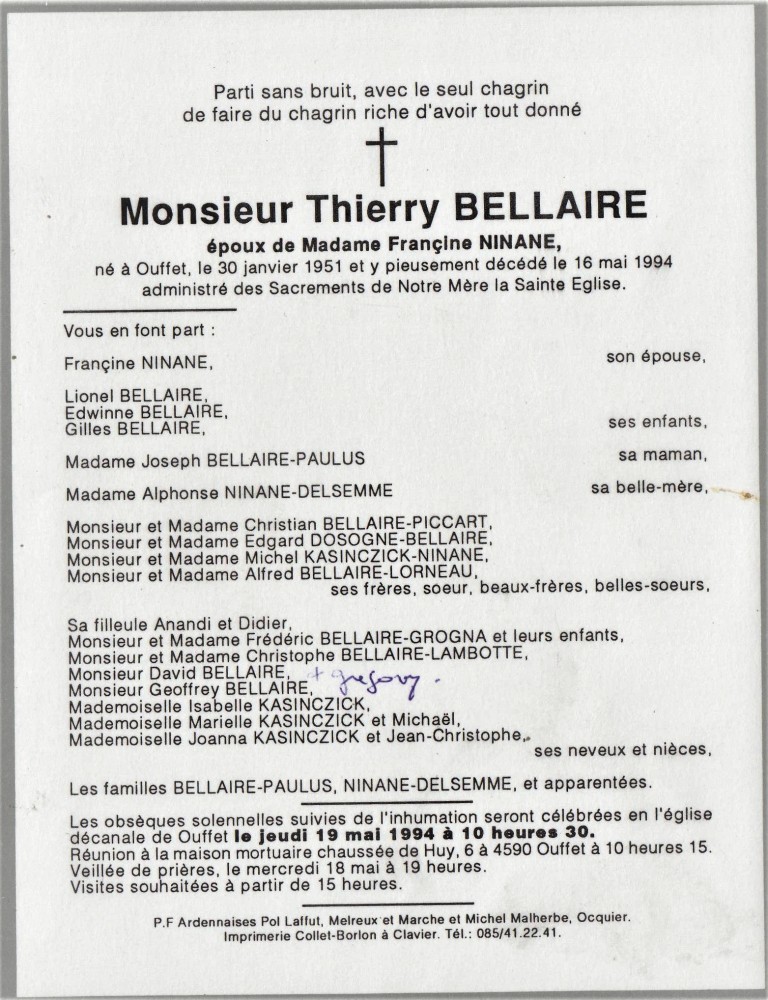 Parti sans bruit, avec le seul chagrin
de faire du chagrin riche d'avoir tout donné
Monsieur Thierry BELLAIRE
époux de Madame Françine NINANE,
né à Ouffet, le 30 janvier 1951 et y pieusement décédé le 16 mai 1994
administré des Sacrements de Notre Mère la Sainte Eglise.
Vous en font part :
Françine NINANE, son épouse,
Lionel BELLAIRE,
Edwinne BELLAIRE,
Gilles BELLAIRE, ses enfants,
Madame Joseph BELLAIRE-PAULUS sa maman,
Madame Alphonse NINANE-DELSEMME sa belle-mère,
Monsieur et Madame Christian BELLAIRE-PICCART,
Monsieur et Madame Edgard DOSOGNE-BELLAIRE,
Monsieur et Madame Michel KASINCZICK-NINANE,
Monsieur et Madame Alfred BELLAIRE-LORNEAU,
ses frères, soeur, beaux-frères, belles-soeurs,
Sa filleule Anandi et Didier,
Monsieur et Madame Frédéric BELLAIRE-GROGNA et leurs enfants,
Monsieur et Madame Christophe BELLAIRE-LAMBOTTE,
Monsieur David BELLAIRE,
Monsieur Geoffrey BELLAIRE, + grégory.
Mademoiselle Isabelle KASINCZICK,
Mademoiselle Marielle KASINCZICK et Michaël,
Mademoiselle Joanna KASINCZICK et Jean-Christophe,
ses neveux et nièces,
Les familles BELLAIRE-PAULUS, NINANE-DELSEMME, et apparentées.
Les obsèques solennelles suivies de l'inhumation seront célébrées en l'église
décanale de Ouffet le jeudi 19 mai 1994 à 10 heures 30.
Réunion à la maison mortuaire chaussée de Huy, 6 à 4590 Ouffet à 10 heures 15.
Veillée de prières, le mercredi 18 mai à 19 heures.
Visites souhaitées à partir de 15 heures.
P.F Ardennaises Pol Laffut, Melreux et Marche et Michel Malherbe, Ocquier.
Imprimerie Collet-Borlon à Clavier. Tél.: 085/41.22.41.